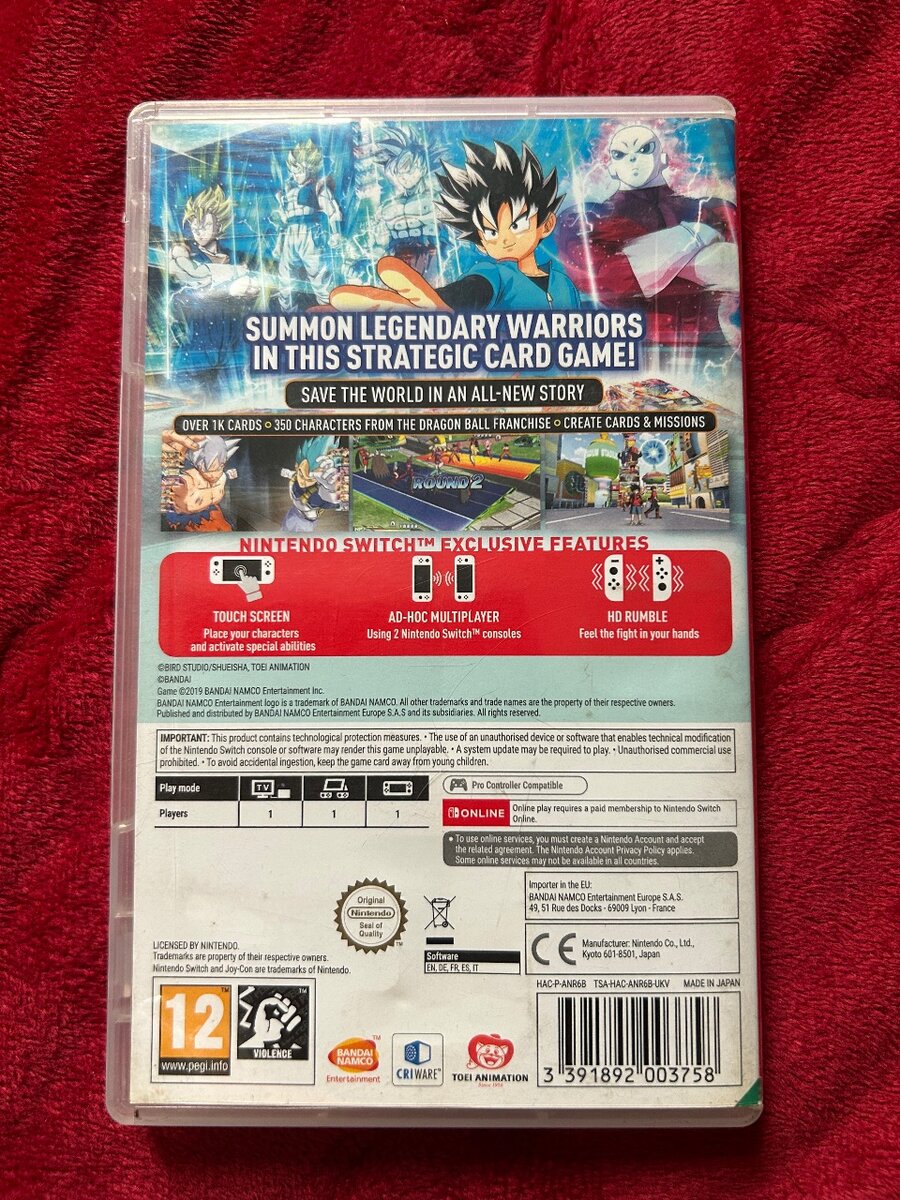 SUMMON LEGENDARY WARRIORS
IN THIS STRATEGIC CARD GAME!
SAVE THE WORLD IN AN ALL-NEW STORY
OVER 1K CARDS • 350 CHARACTERS FROM THE DRAGON BALL FRANCHISE • CREATE CARDS & MISSIONS
ROUND 2
NINTENDO SWITCH™ EXCLUSIVE FEATURES
TOUCH SCREEN
Place your characters
and activate special abilities
AD-HOC MULTIPLAYER
Using 2 Nintendo Switch™ consoles
HD RUMBLE
Feel the fight in your hands
©BIRD STUDIO/SHUEISHA, TOEI ANIMATION
©BANDAI
Game ©2019 BANDAI NAMCO Entertainment Inc.
BANDAI NAMCO Entertainment logo is a trademark of BANDAI NAMCO. All other trademarks and trade names are the property of their respective owners.
Published and distributed by BANDAI NAMCO Entertainment Europe S.A.S and its subsidiaries. All rights reserved.
IMPORTANT: This product contains technological protection measures. • The use of an unauthorised device or software that enables technical modification
of the Nintendo Switch console or software may render this game unplayable. • A system update may be required to play. • Unauthorised commercial use
prohibited. • To avoid accidental ingestion, keep the game card away from young children.
Play mode
TV
Players
1
1
1
Pro Controller Compatible
ONLINE
Online play requires a paid membership to Nintendo Switch
Online.
• To use online services, you must create a Nintendo Account and accept
the related agreement. The Nintendo Account Privacy Policy applies.
Some online services may not be available in all countries.
Original
Nintendo
Seal of
Quality
TM
Software
EN, DE, FR, ES, IT
Importer in the EU:
BANDAI NAMCO Entertainment Europe S.A.S.
49, 51 Rue des Docks - 69009 Lyon - France
CE
Manufacturer: Nintendo Co., Ltd.,
Kyoto 601-8501, Japan
LICENSED BY NINTENDO.
Trademarks are property of their respective owners.
Nintendo Switch and Joy-Con are trademarks of Nintendo.
HAC-P-ANR6B TSA-HAC-ANR6B-UKV MADE IN JAPAN
12
TM
www.pegi.info
TM
VIOLENCE
BANDAI
NAMCO
TM
Entertainment
CRIWARE™
TOEI ANIMATION
Since 1956
3 391892 003758